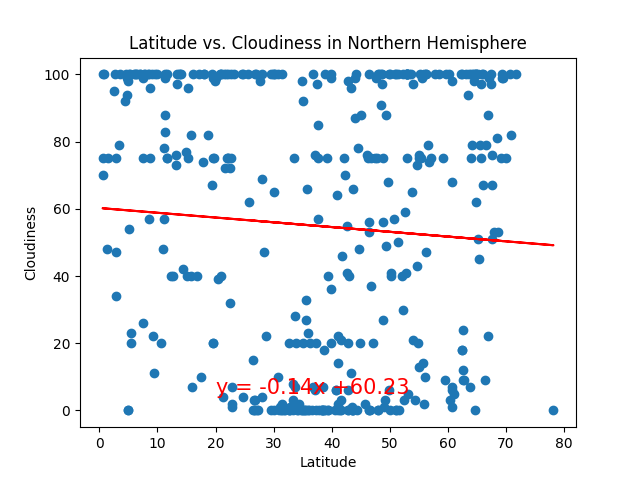 Latitude vs. Cloudiness in Northern Hemisphere
100
80
60
40
20
0
Cloudiness
y = -0.14x +60.23
0 10 20 30 40 50 60 70 80
Latitude